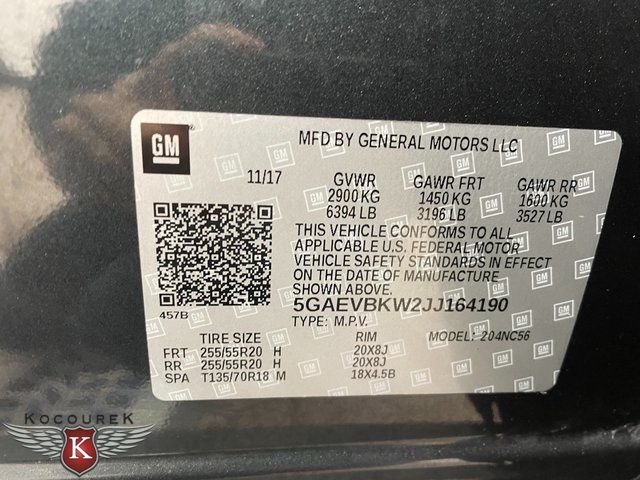 GM
MFD BY GENERAL MOTORS LLC
11/17
GVWR GAWR FRT GAWR RR
2900 KG 1450 KG 1600 KG
6394 LB 3196 LB 3527 LB
THIS VEHICLE CONFORMS TO ALL
APPLICABLE U.S. FEDERAL MOTOR
VEHICLE SAFETY STANDARDS IN EFFECT
ON THE DATE OF MANUFACTURE
SHOWN ABOVE.
457B
5GAEVBKW2JJ164190
TYPE: M.P.V. MODEL: 204NC56
TIRE SIZE RIM
FRT 255/55R20 H 20X8J
RR 255/55R20 H 20X8J
SPA T135/70R18 M 18X4.5B
KOCOUREK
K